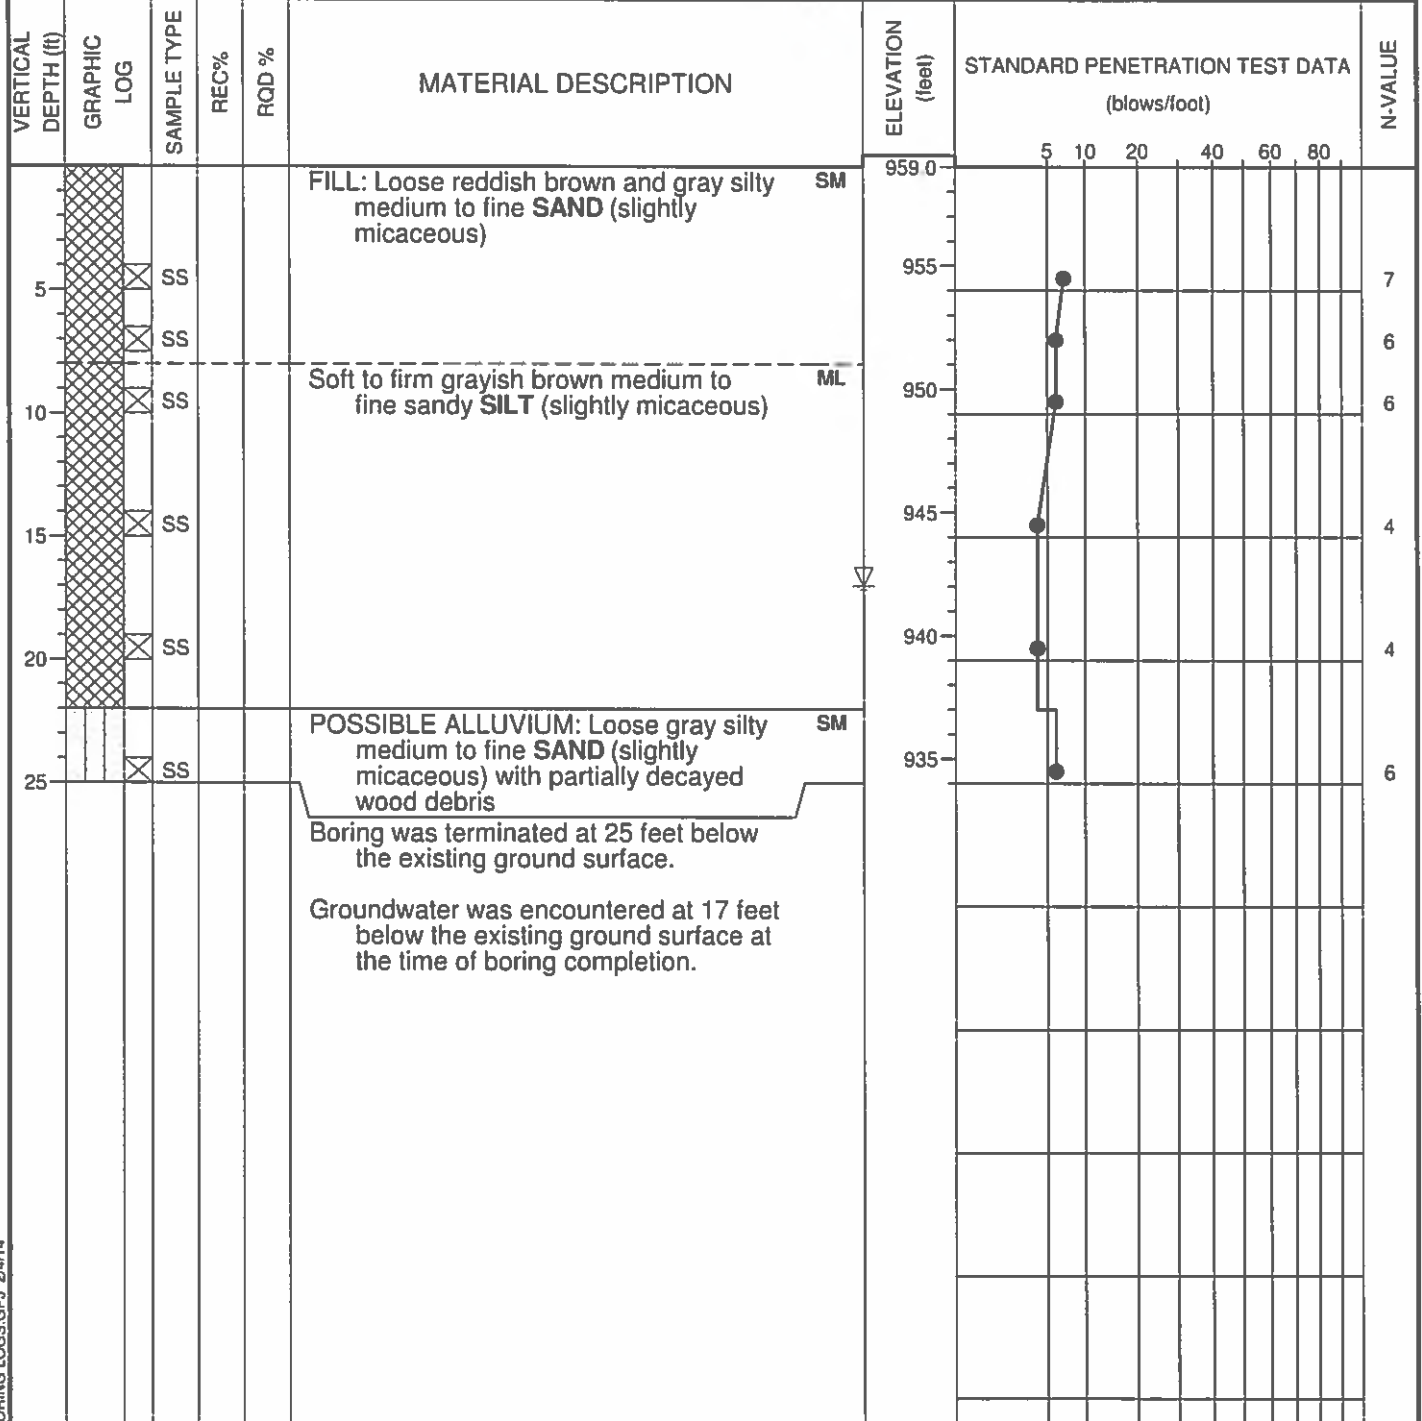 VERTICAL
DEPTH (ft)
GRAPHIC
LOG
SAMPLE TYPE
REC%
RQD %
MATERIAL DESCRIPTION
ELEVATION
(feet)
STANDARD PENETRATION TEST DATA
(blows/foot)
N-VALUE
5 10 20 40 60 80
959.0
FILL: Loose reddish brown and gray silty SM
medium to fine SAND (slightly
micaceous)
955
5 SS 7
SS 6
Soft to firm grayish brown medium to ML
fine sandy SILT (slightly micaceous)
950
10 SS 6
945
15 SS 4
940
20 SS 4
POSSIBLE ALLUVIUM: Loose gray silty SM
medium to fine SAND (slightly
micaceous) with partially decayed
wood debris
935
25 SS 6
Boring was terminated at 25 feet below
the existing ground surface.
Groundwater was encountered at 17 feet
below the existing ground surface at
the time of boring completion.
LOGS.GPJ 2/4/14